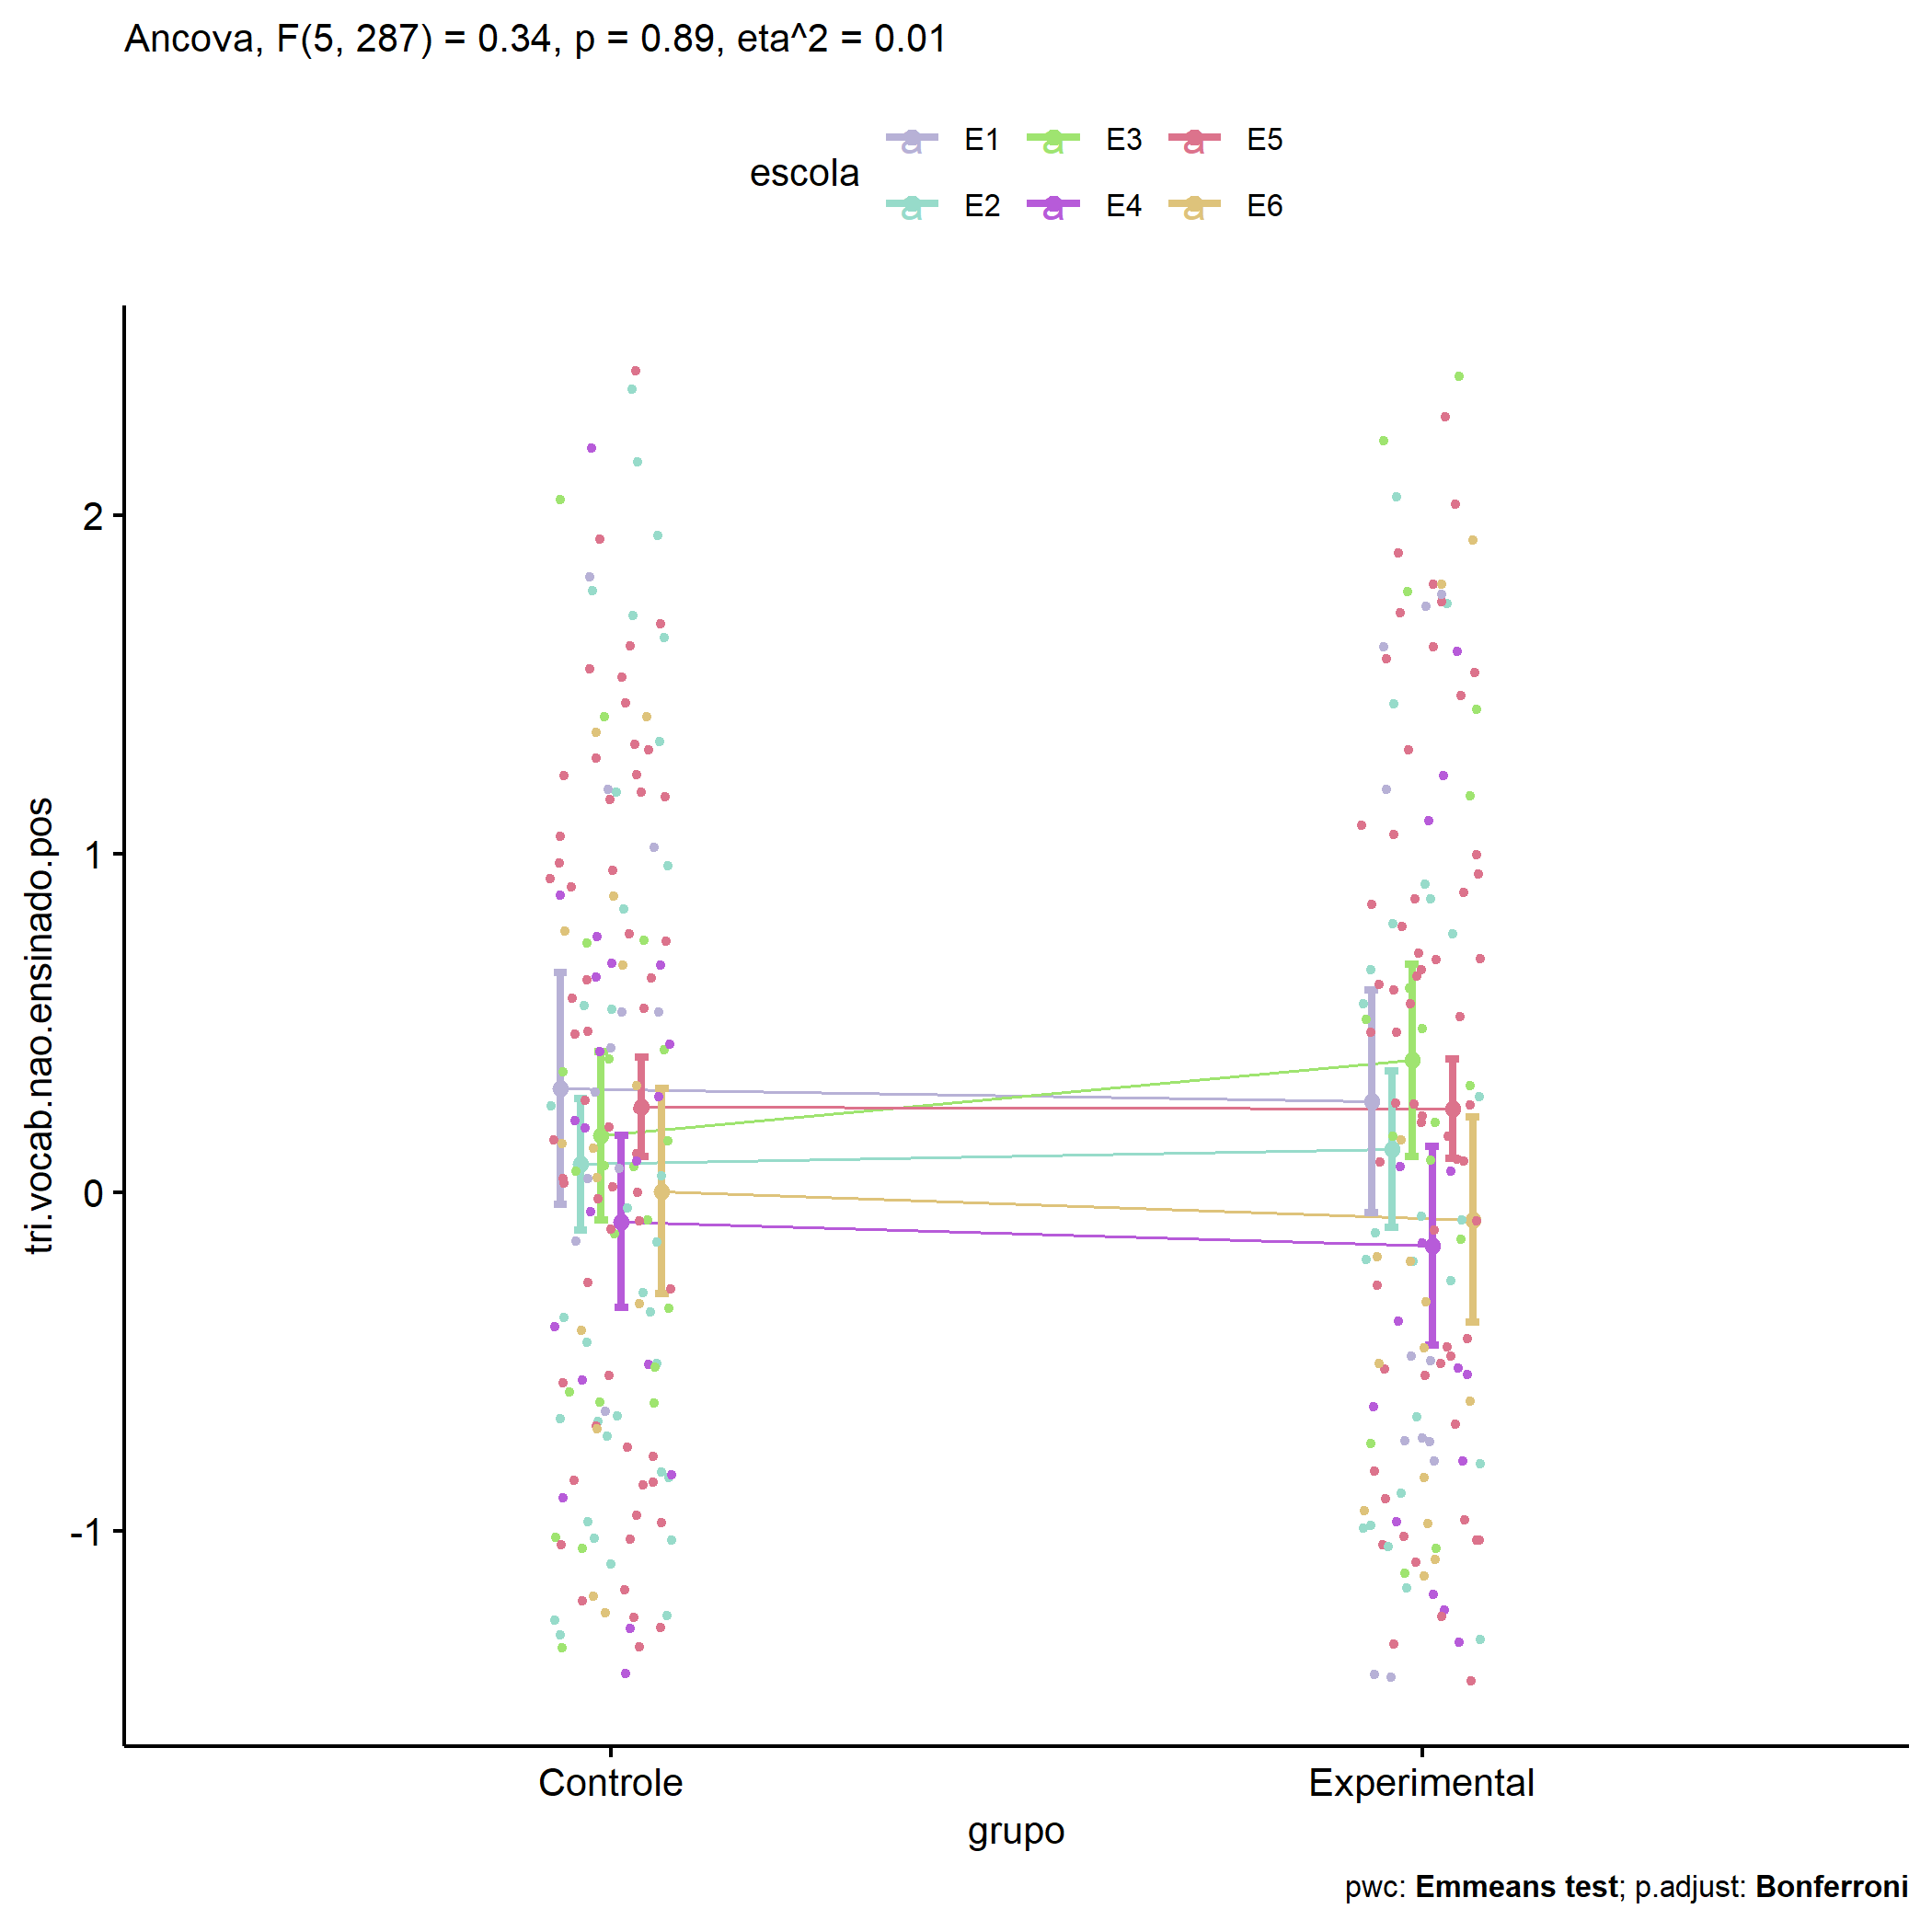 Ancova, F(5, 287) = 0.34, p = 0.89, eta^2 = 0.01
escola
a E1 a E3 a E5
a E2 a E4 a E6
tri.vocab.nao.ensinado.pos
2
1
0
-1
Controle Experimental
grupo
pwc: Emmeans test; p.adjust: Bonferroni